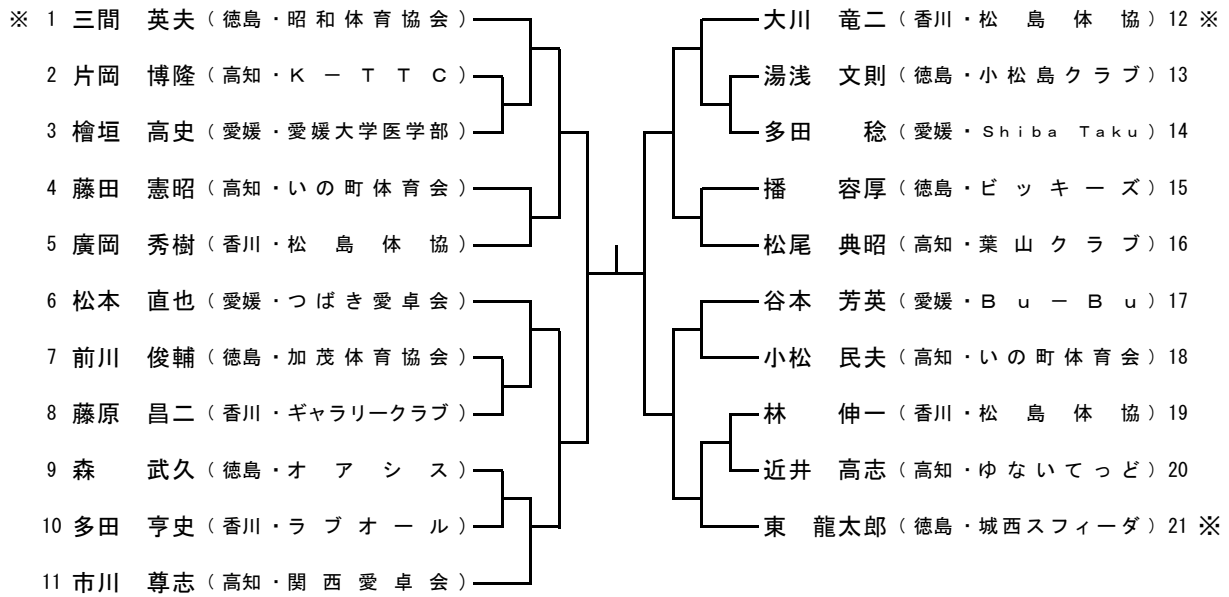 ※ 1 三間 英夫 （徳島・昭和体育協会）
2 片岡 博隆 （高知・Ｋ－ＴＴＣ）
3 檜垣 高史 （愛媛・愛媛大学医学部）
4 藤田 憲昭 （高知・いの町体育会）
5 廣岡 秀樹 （香川・松島体協）
6 松本 直也 （愛媛・つばき愛卓会）
7 前川 俊輔 （徳島・加茂体育協会）
8 藤原 昌二 （香川・ギャラリークラブ）
9 森 武久 （徳島・オアシス）
10 多田 亨史 （香川・ラブオール）
11 市川 尊志 （高知・関西愛卓会）
大川 竜二 （香川・松島体協） 12 ※
湯浅 文則 （徳島・小松島クラブ） 13
多田 稔 （愛媛・Ｓｈｉｂａ Ｔａｋｕ） 14
播 容厚 （徳島・ビッキーズ） 15
松尾 典昭 （高知・葉山クラブ） 16
谷本 芳英 （愛媛・Ｂｕ－Ｂｕ） 17
小松 民夫 （高知・いの町体育会） 18
林 伸一 （香川・松島体協） 19
近井 高志 （高知・ゆないてっど） 20
東 龍太郎 （徳島・城西スフィーダ） 21 ※